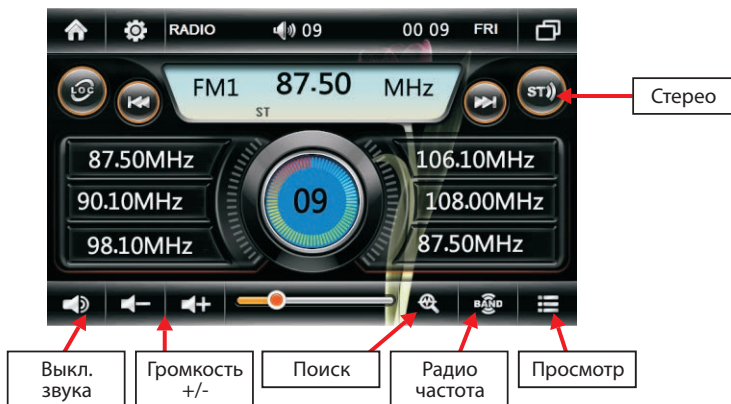 RADIO 09 00 09 FRI
LOC FM1 87.50 MHz ST
ST
Стерео
87.50MHz 106.10MHz
90.10MHz 09 108.00MHz
98.10MHz 87.50MHz
BAND
Выкл.
звука
Громкость
+/-
Поиск
Радио
частота
Просмотр